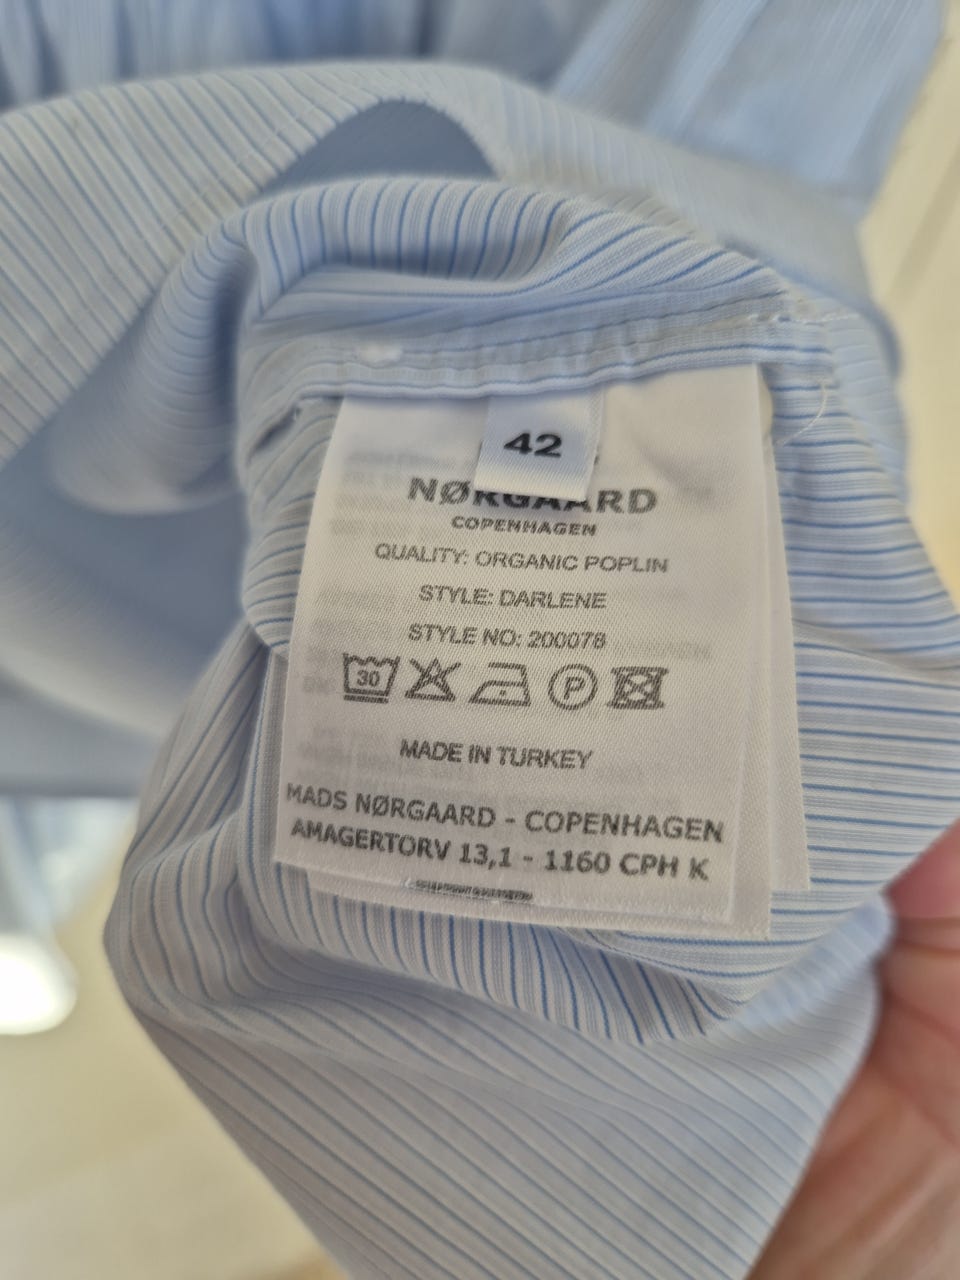 42
NØRGAARD
COPENHAGEN
QUALITY: ORGANIC POPLIN
STYLE: DARLENE
STYLE NO: 200078
30 P
MADE IN TURKEY
MADS NØRGAARD - COPENHAGEN
AMAGERTORV 13,1 - 1160 CPH K